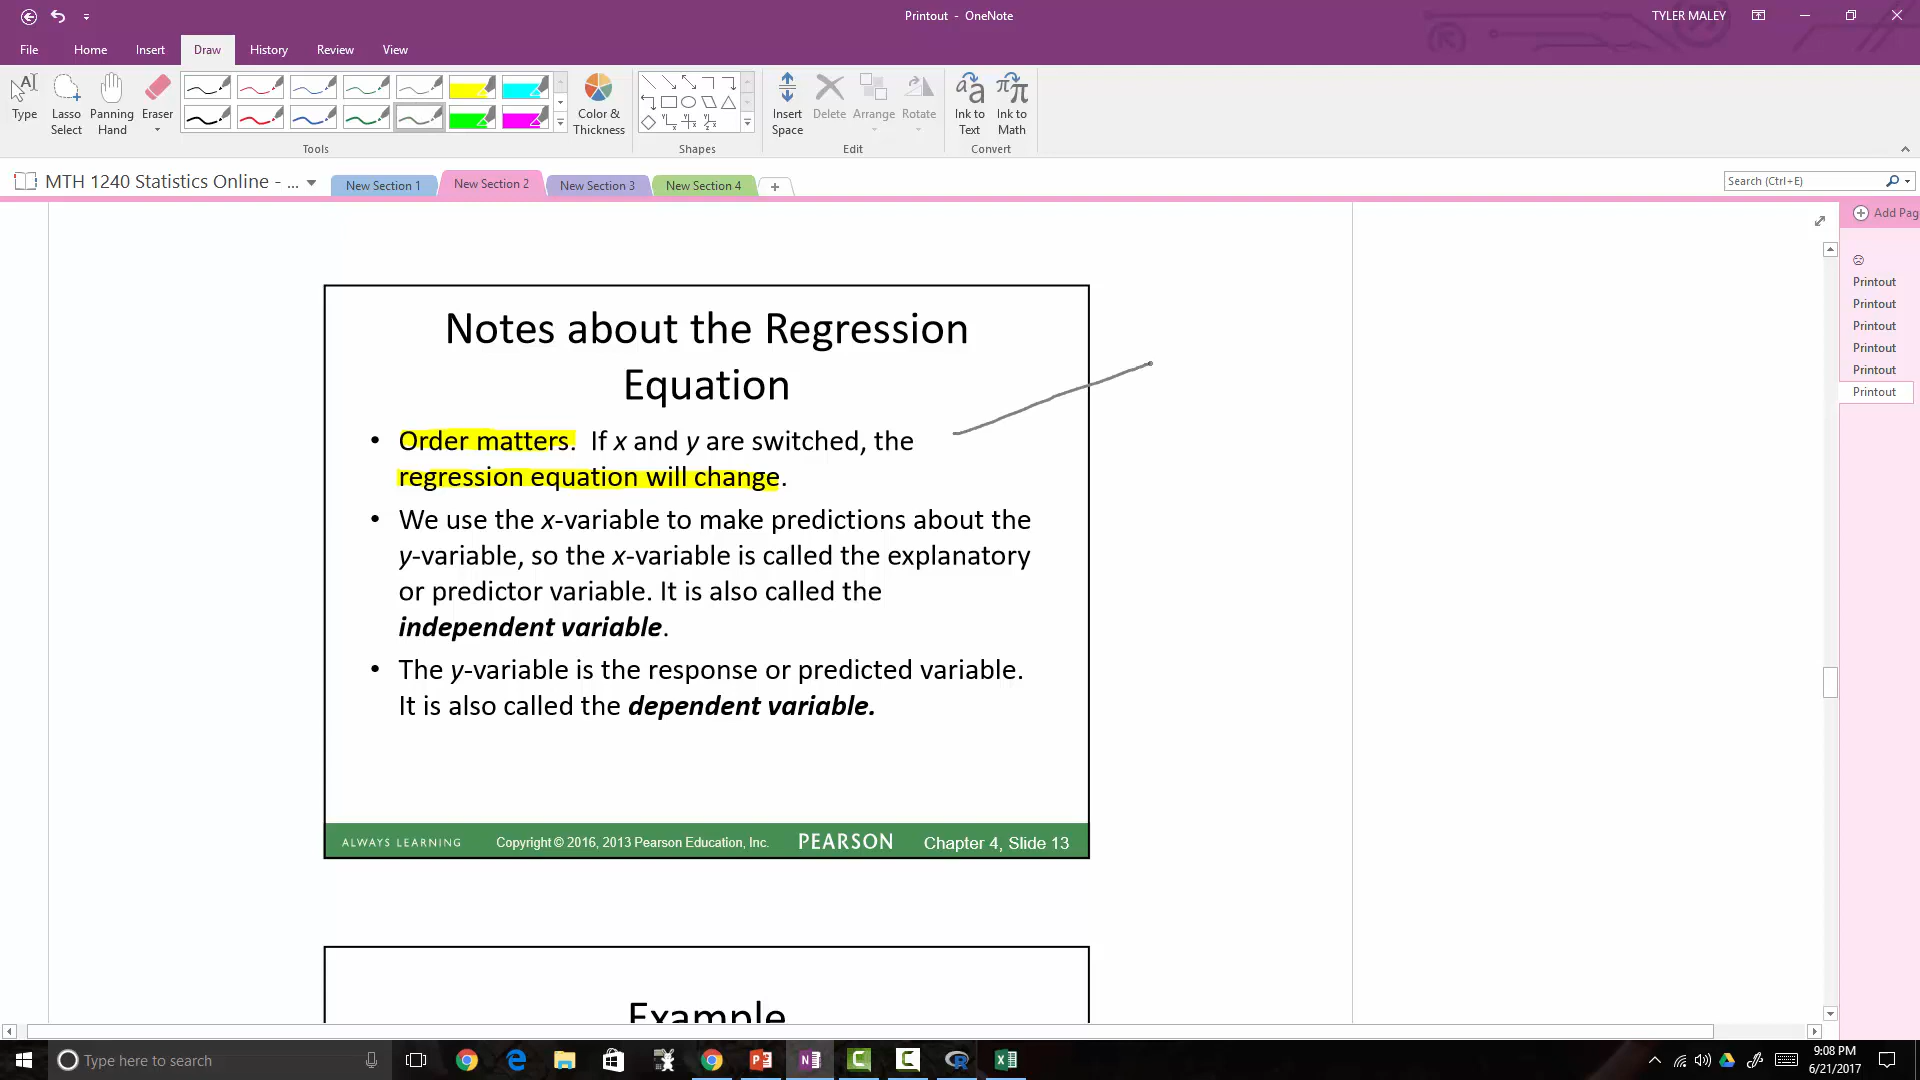 Printout - OneNote
TYLER MALEY
File Home Insert Draw History Review View
Type
Lasso Select
Panning Hand
Eraser
Color & Thickness
Insert Space
Delete
Arrange
Rotate
Ink to Text
Ink to Math
Tools
Shapes
Edit
Convert
MTH 1240 Statistics Online - ...
New Section 1
New Section 2
New Section 3
New Section 4
Search (Ctrl+E)
Add Pag
Printout
Printout
Printout
Printout
Printout
Printout
Notes about the Regression
Equation
• Order matters. If x and y are switched, the
regression equation will change.
• We use the x-variable to make predictions about the
y-variable, so the x-variable is called the explanatory
or predictor variable. It is also called the
independent variable.
• The y-variable is the response or predicted variable.
It is also called the dependent variable.
ALWAYS LEARNING Copyright © 2016, 2013 Pearson Education, Inc. PEARSON Chapter 4, Slide 13
Example
Type here to search
9:08 PM
6/21/2017